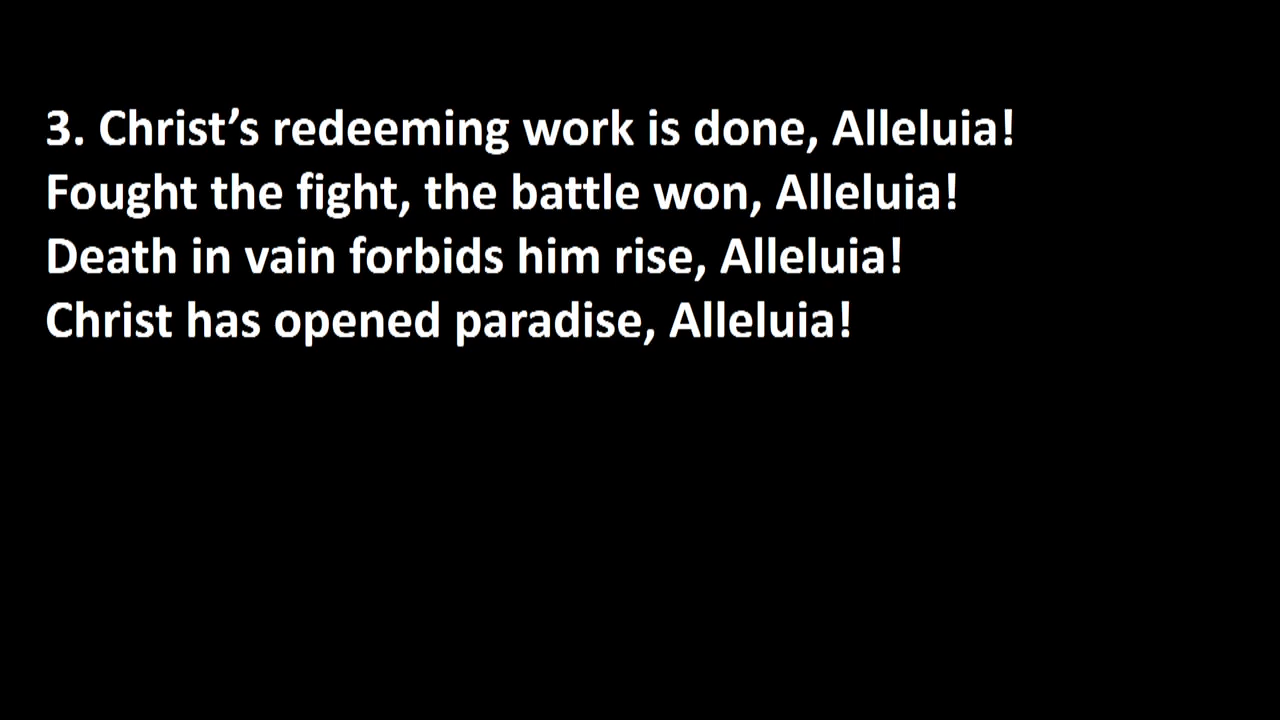 3. Christ’s redeeming work is done, Alleluia!
Fought the fight, the battle won, Alleluia!
Death in vain forbids him rise, Alleluia!
Christ has opened paradise, Alleluia!